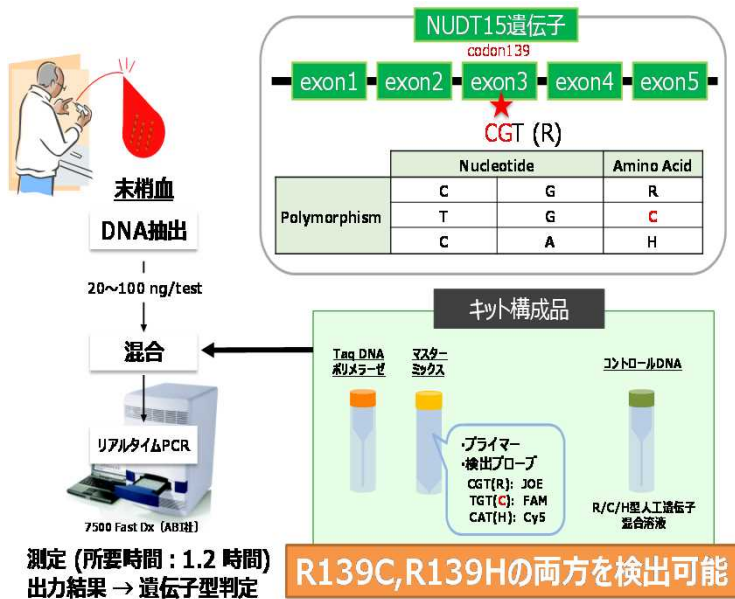 NUDT15遺伝子
codon139
exon1 exon2 exon3 exon4 exon5
CGT (R)
Nucleotide Amino Acid
Polymorphism
C G R
T G C
C A H
末梢血
DNA抽出
20～100 ng/test
混合
リアルタイムPCR
7500 Fast Dx（ABI社）
測定 (所要時間：1.2 時間)
出力結果 → 遺伝子型判定
キット構成品
Taq DNA
ポリメラーゼ
マスター
ミックス
コントロールDNA
・プライマー
・検出プローブ
CGT(R): JOE
TGT(C): FAM
CAT(H): Cy5
R/C/H型人工遺伝子
混合溶液
R139C,R139Hの両方を検出可能